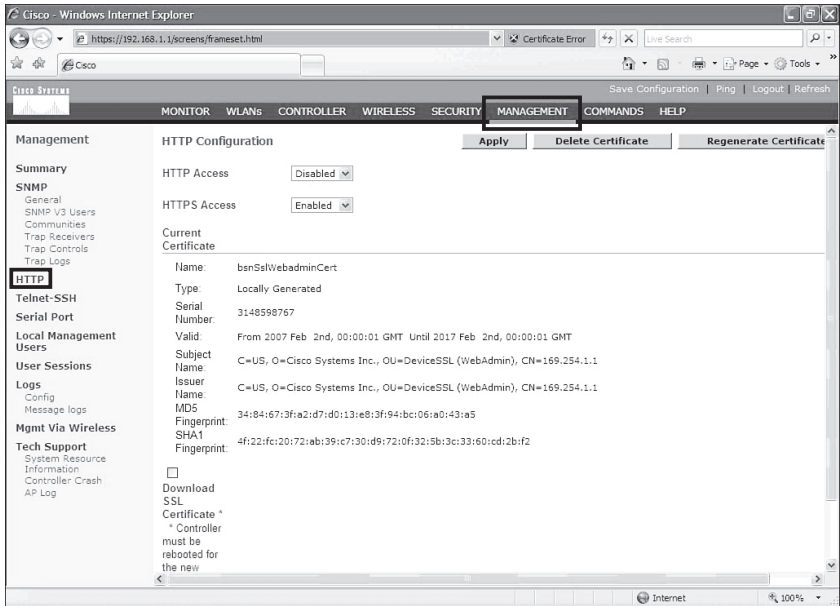 Cisco - Windows Internet Explorer
https://192.168.1.1/screens/frameset.html
Certificate Error
Live Search
Cisco
Page
Tools
»
CISCO SYSTEMS
Save Configuration | Ping | Logout | Refresh
MONITOR WLANs CONTROLLER WIRELESS SECURITY MANAGEMENT COMMANDS HELP
Management
Summary
SNMP
General
SNMP V3 Users
Communities
Trap Receivers
Trap Controls
Trap Logs
HTTP
Telnet-SSH
Serial Port
Local Management
Users
User Sessions
Logs
Config
Message logs
Mgmt Via Wireless
Tech Support
System Resource
Information
Controller Crash
AP Log
HTTP Configuration
Apply
Delete Certificate
Regenerate Certificate
HTTP Access Disabled
HTTPS Access Enabled
Current
Certificate
Name: bsnSslWebadminCert
Type: Locally Generated
Serial
Number: 3148598767
Valid: From 2007 Feb 2nd, 00:00:01 GMT Until 2017 Feb 2nd, 00:00:01 GMT
Subject
Name: C=US, O=Cisco Systems Inc., OU=DeviceSSL (WebAdmin), CN=169.254.1.1
Issuer
Name: C=US, O=Cisco Systems Inc., OU=DeviceSSL (WebAdmin), CN=169.254.1.1
MD5
Fingerprint: 34:84:67:3f:a2:d7:d0:13:e8:3f:94:bc:06:a0:43:a5
SHA1
Fingerprint: 4f:22:fc:20:72:ab:39:c7:30:d9:72:0f:32:5b:3c:33:60:cd:2b:f2
Download
SSL
Certificate *
* Controller
must be
rebooted for
the new
Internet
100%